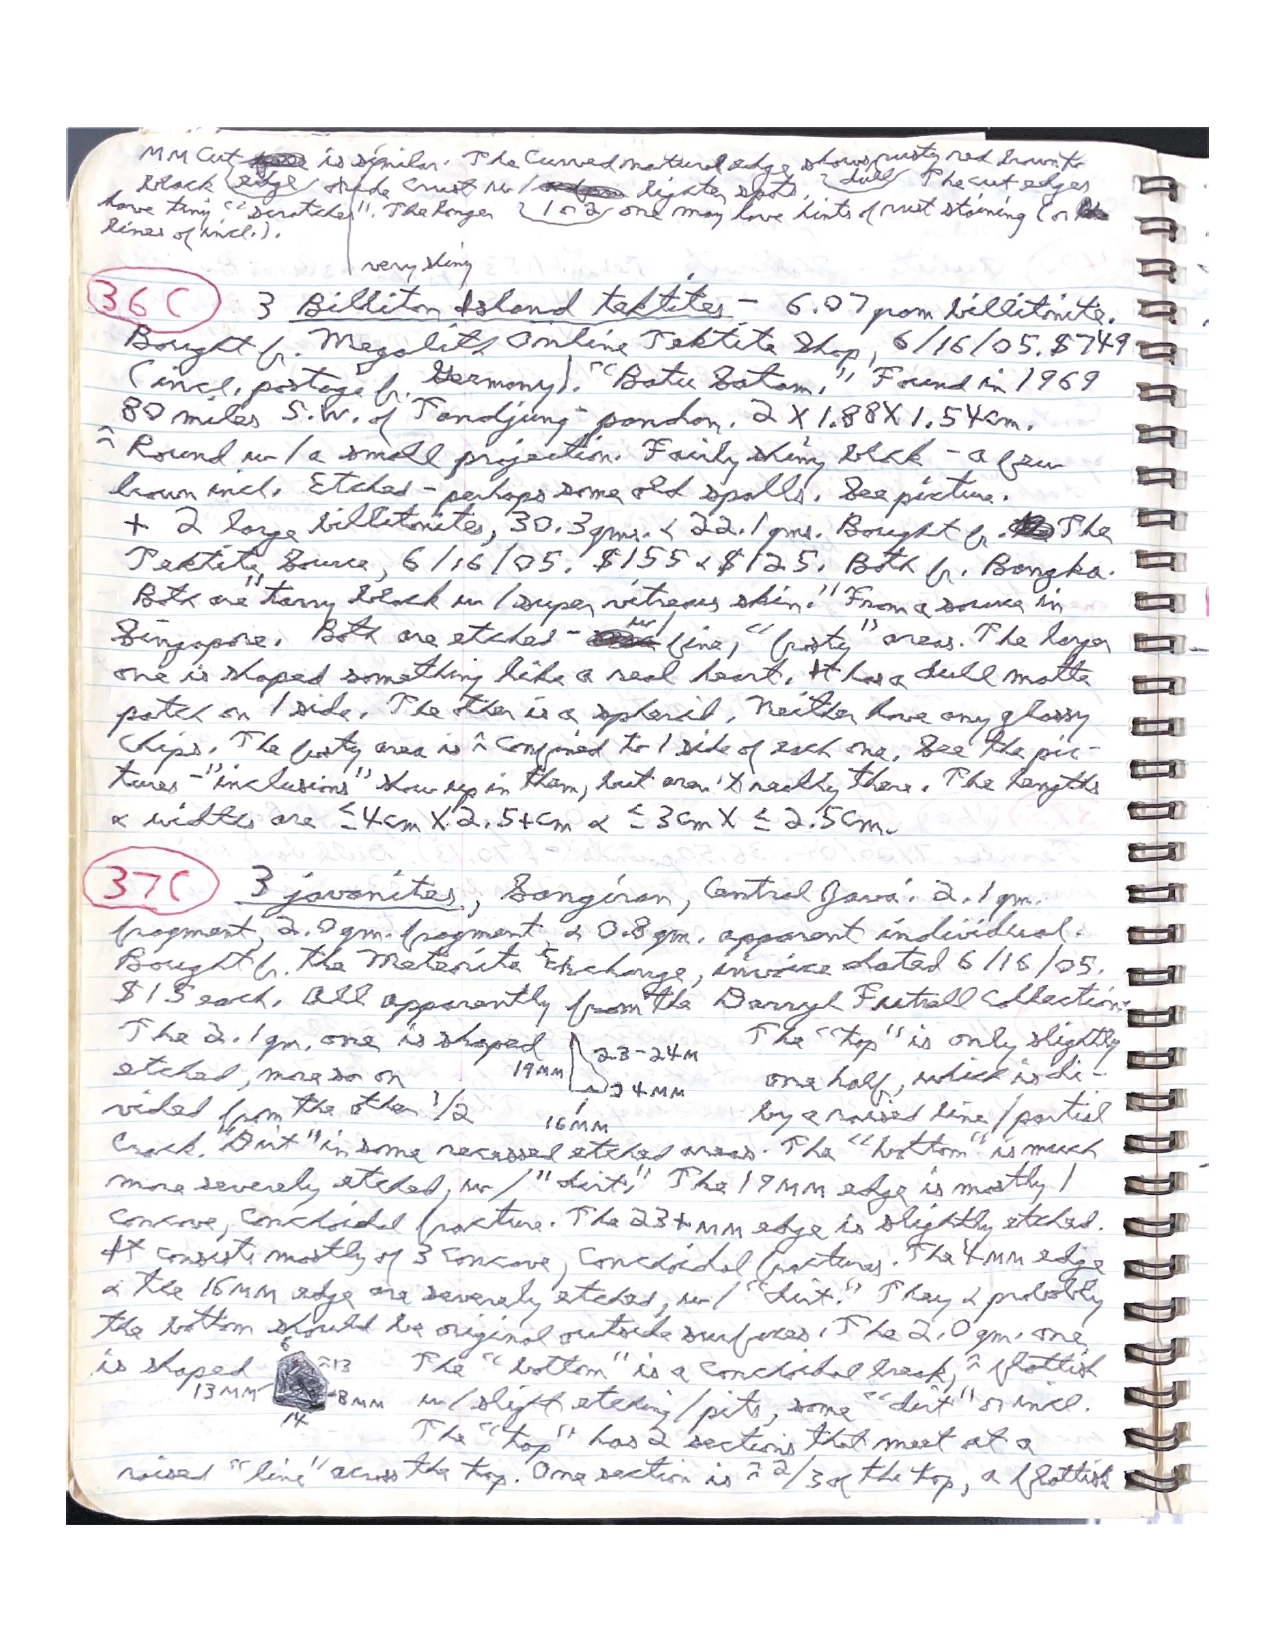 MM cut edge is similar. The curved natural edge shows rusty red brown to
black oxide crust w/ 1 or 2 lighter spots. dull The cut edges
have tiny "scratches". The longer one may have hints of rust staining (or
lines of incl.).
very shiny
36C 3 Billiton Island tektites - 6.07 gram billitonite.
Bought fr. Megalith Online Tektite Shop, 6/16/05. $749
(incl. postage fr. Germany). "Batu Satam." Found in 1969
80 miles S.W. of Tandjung-pandan. 2 X 1.88 X 1.54cm.
≈ Round w/ a small projection. Fairly shiny black - a few
brown incl. Etched - perhaps some old spalls. See picture.
+ 2 large billitonites, 30.3 gms. & 22.1 gms. Bought fr. The
Tektite Source, 6/16/05. $155 & $125. Both fr. Bangka.
Both are "tarry black w/ super vitreous skin." From a source in
Singapore. Both are etched - w/ fine, "frosty" areas. The larger
one is shaped something like a real heart. It has a dull matte
patch on 1 side. The other is a spheroid. Neither have any glassy
chips. The frosty area is ≈ confined to 1 side of each one. See the pic-
tures - "inclusions" show up in them, but aren't really there. The lengths
& widths are ≤4cm X 2.5+cm & ≤3cm X ≤ 2.5cm.
37C 3 javanites, Sangiran, Central Java. 2.1 gm.
fragment, 2.0 gm. fragment, & 0.8 gm. apparent individual.
Bought fr. the Meteorite Exchange, invoice dated 6/16/05.
$15 each. All apparently from the Darryl Futrell Collection.
The 2.1 gm. one is shaped 19MM 23-24M 4MM 16MM The "top" is only slightly
etched, more so on one half, which is di-
vided from the other 1/2 by a raised line/partial
crack. "Dirt" in some recessed etched areas. The "bottom" is much
more severely etched, w/ "dirt." The 19MM edge is mostly 1
concave, conchoidal fracture. The 23+MM edge is slightly etched.
It consists mostly of 3 concave, conchoidal fractures. The 4MM edge
& the 16MM edge are severely etched, w/ "dirt." They & probably
the bottom should be original outside surfaces. The 2.0 gm. one
is shaped 13MM 6 ≈13 -8MM 14 The "bottom" is a conchoidal break, ≈ flattish
w/ slight etching/pits, some "dirt" or incl.
The "top" has 2 sections that meet at a
raised "line" across the top. One section is ≈ 2/3 of the top, a flattish